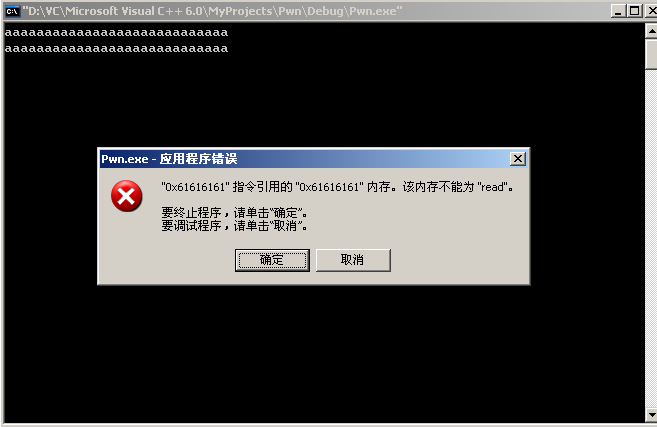 "D:\VC\Microsoft Visual C++ 6.0\MyProjects\Pwn\Debug\Pwn.exe"
aaaaaaaaaaaaaaaaaaaaaaaaaaaa
aaaaaaaaaaaaaaaaaaaaaaaaaaaa
Pwn.exe - 应用程序错误
"0x61616161" 指令引用的 "0x61616161" 内存。该内存不能为 "read"。
要终止程序，请单击“确定”。
要调试程序，请单击“取消”。
确定 取消